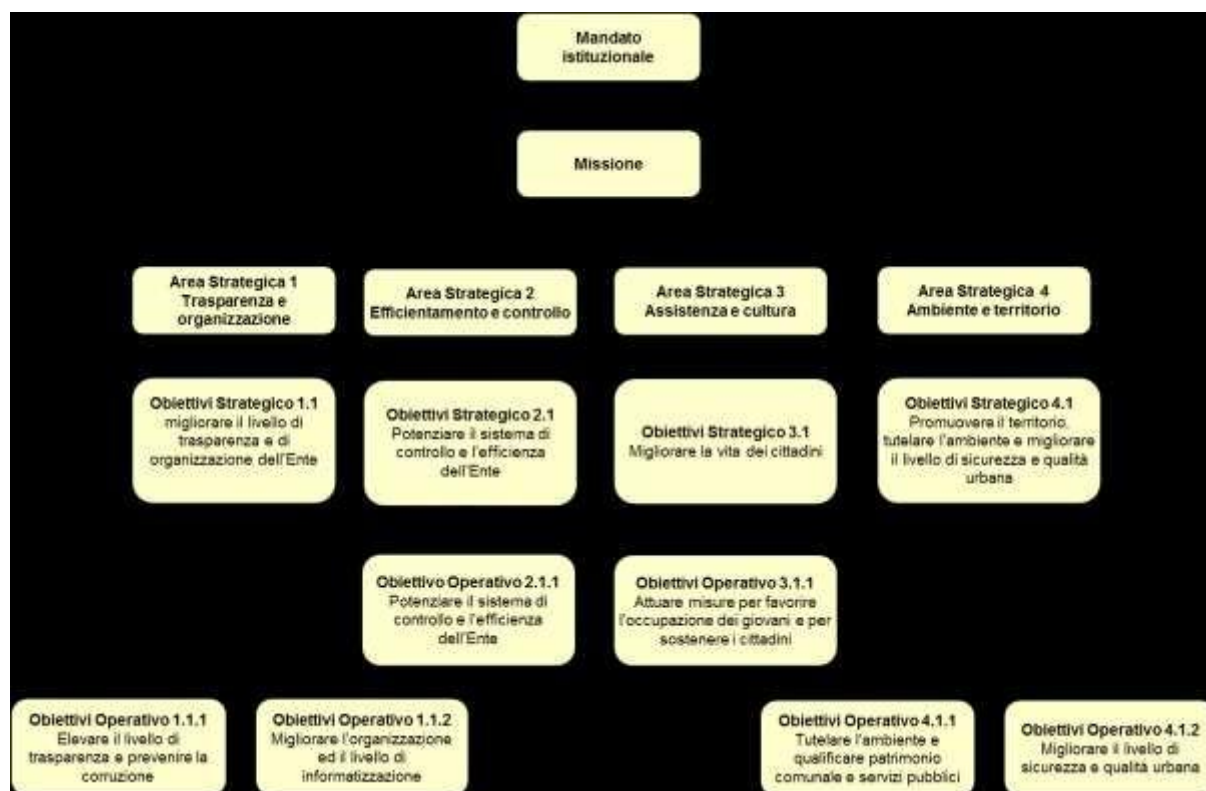 Mandato
istituzionale
Missione
Area Strategica 1
Trasparenza e
organizzazione
Area Strategica 2
Efficientamento e controllo
Area Strategica 3
Assistenza e cultura
Area Strategica 4
Ambiente e territorio
Obiettivi Strategico 1.1
migliorare il livello di
trasparenza e di
organizzazione dell'Ente
Obiettivi Strategico 2.1
Potenziare il sistema di
controllo e l'efficienza
dell'Ente
Obiettivi Strategico 3.1
Migliorare la vita dei cittadini
Obiettivi Strategico 4.1
Promuovere il territorio,
tutelare l'ambiente e migliorare
il livello di sicurezza e qualità
urbana
Obiettivo Operativo 2.1.1
Potenziare il sistema di
controllo e l'efficienza
dell'Ente
Obiettivi Operativo 3.1.1
Attuare misure per favorire
l'occupazione dei giovani e per
sostenere i cittadini
Obiettivi Operativo 1.1.1
Elevare il livello di
trasparenza e prevenire la
corruzione
Obiettivi Operativo 1.1.2
Migliorare l'organizzazione
ed il livello di
informatizzazione
Obiettivi Operativo 4.1.1
Tutelare l'ambiente e
qualificare patrimonio
comunale e servizi pubblici
Obiettivi Operativo 4.1.2
Migliorare il livello di
sicurezza e qualità urbana